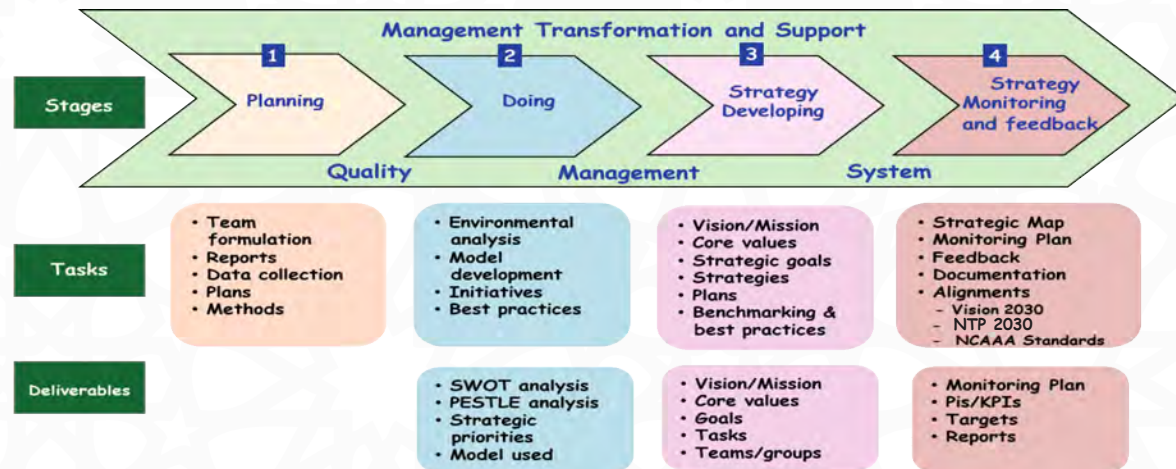 Management Transformation and Support
Stages
1
Planning
2
Doing
3
Strategy
Developing
4
Strategy
Monitoring
and feedback
Quality Management System
Tasks
• Team
formulation
• Reports
• Data collection
• Plans
• Methods
• Environmental
analysis
• Model
development
• Initiatives
• Best practices
• Vision/Mission
• Core values
• Strategic goals
• Strategies
• Plans
• Benchmarking &
best practices
• Strategic Map
• Monitoring Plan
• Feedback
• Documentation
• Alignments
– Vision 2030
– NTP 2030
– NCAAA Standards
Deliverables
• SWOT analysis
• PESTLE analysis
• Strategic
priorities
• Model used
• Vision/Mission
• Core values
• Goals
• Tasks
• Teams/groups
• Monitoring Plan
• Pis/KPIs
• Targets
• Reports